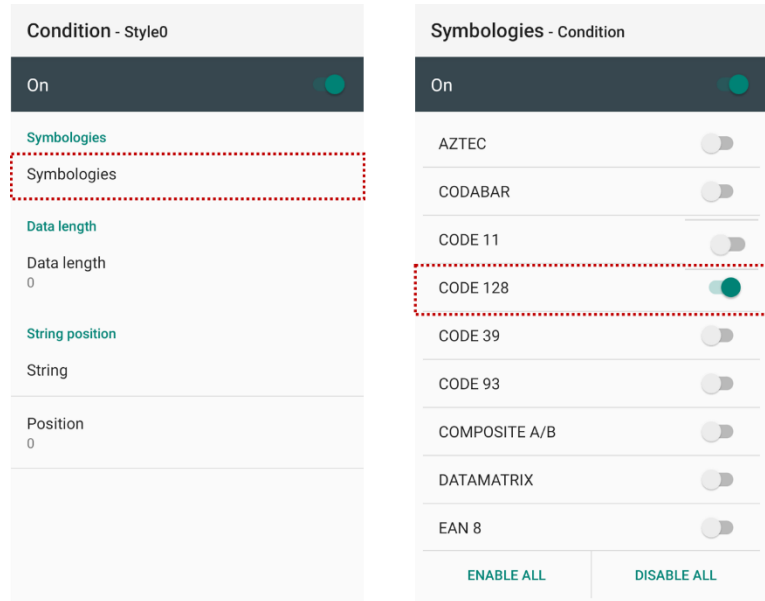 Condition - Style0
On
Symbologies
Symbologies
Data length
Data length
0
String position
String
Position
0
Symbologies - Condition
On
AZTEC
CODABAR
CODE 11
CODE 128
CODE 39
CODE 93
COMPOSITE A/B
DATAMATRIX
EAN 8
ENABLE ALL
DISABLE ALL